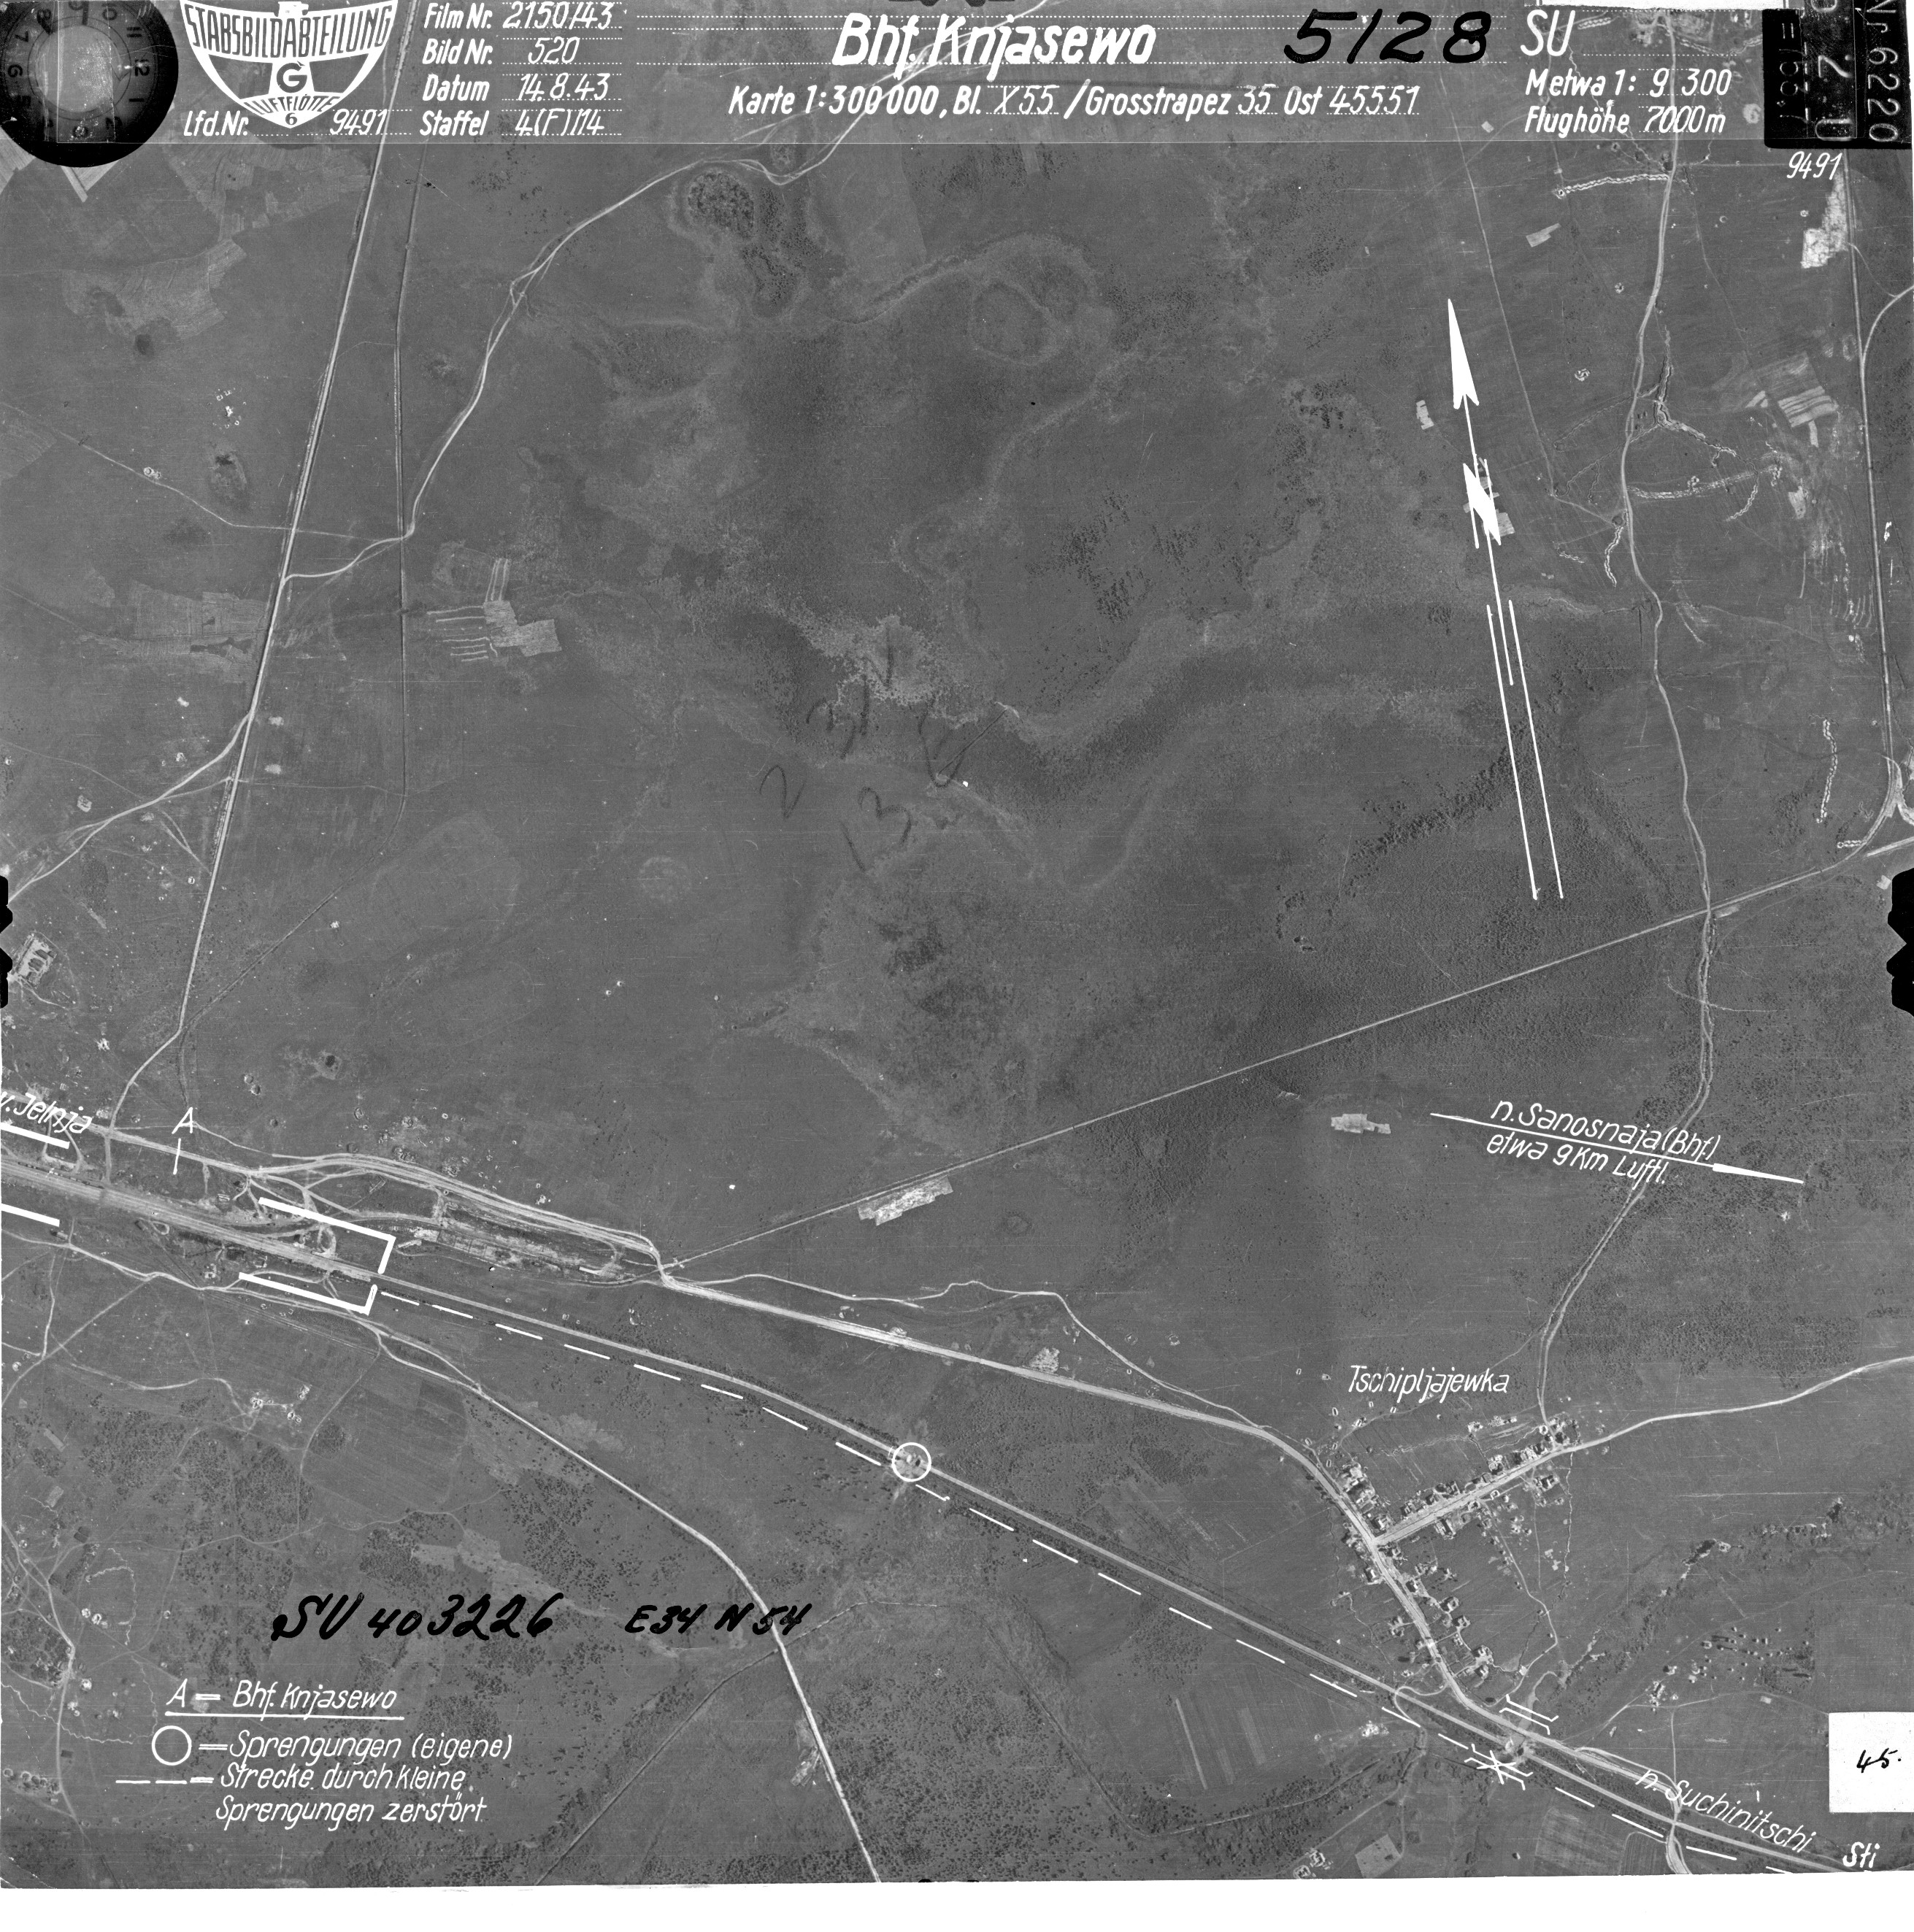 STABSBILDABTEILUNG
G
LUFTFLOTTE
6
Lfd.Nr. 9491
Film Nr. 2150/43
Bild Nr. 520
Datum 14.8.43
Staffel 4(F)14
Bhf. Knjasewo
5128
Karte 1:300000, Bl. X55 / Grosstrapez 35 Ost 45551
SU
Metwa 1: 9 300
Flughöhe 7000m
Nr 6220
9491
v. Jelnja
A
n. Sanosnaja (Bhf.)
etwa 9 Km Luftl.
Tschipljajewka
SU 403226 E34 N54
A = Bhf. Knjasewo
= Sprengungen (eigene)
= Strecke durch kleine
Sprengungen zerstört
45.
n. Suchinitschi
Sti